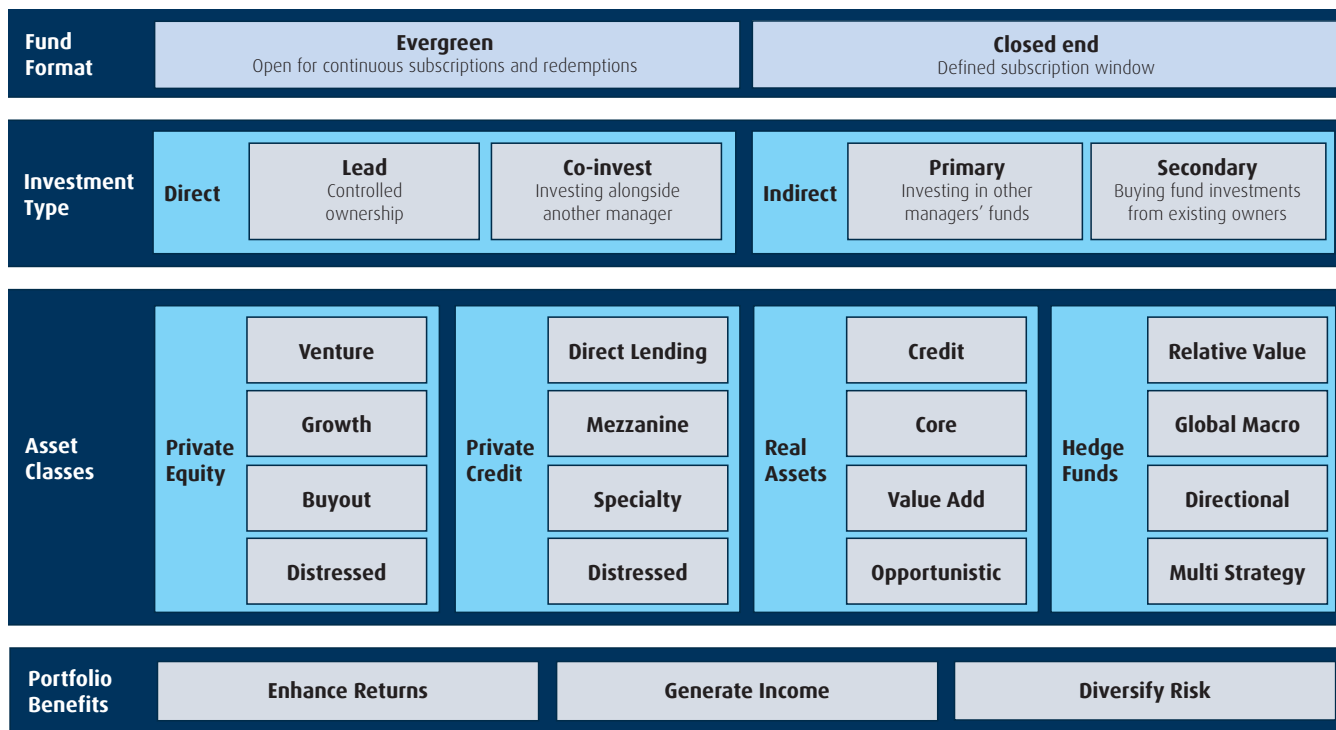 Fund
Format
Evergreen
Open for continuous subscriptions and redemptions
Closed end
Defined subscription window
Investment
Type
Direct
Lead
Controlled
ownership
Co-invest
Investing alongside
another manager
Indirect
Primary
Investing in other
managers’ funds
Secondary
Buying fund investments
from existing owners
Asset
Classes
Private
Equity
Venture
Growth
Buyout
Distressed
Private
Credit
Direct Lending
Mezzanine
Specialty
Distressed
Real
Assets
Credit
Core
Value Add
Opportunistic
Hedge
Funds
Relative Value
Global Macro
Directional
Multi Strategy
Portfolio
Benefits
Enhance Returns
Generate Income
Diversify Risk